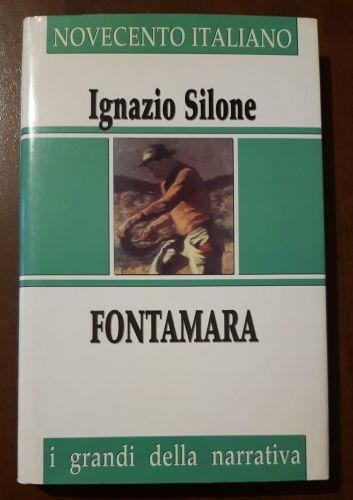 NOVECENTO ITALIANO
Ignazio Silone
FONTAMARA
i grandi della narrativa